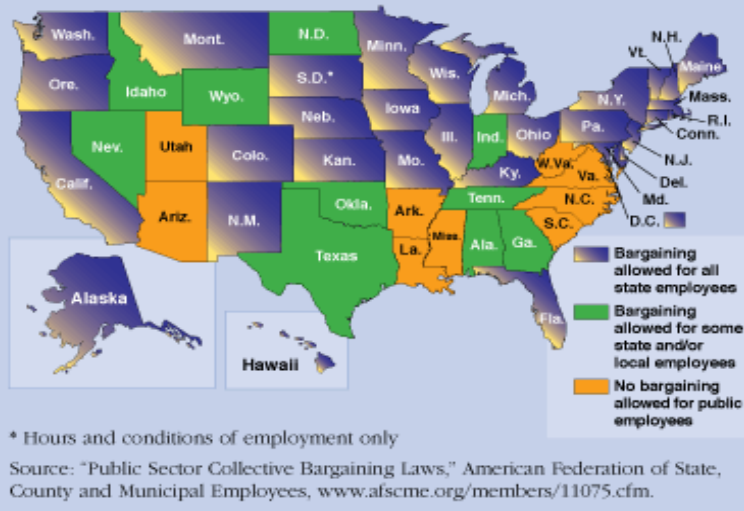 Wash.
Mont.
N.D.
Minn.
N.H.
Vt.
Maine
Ore.
Idaho
S.D.*
Wis.
Mich.
N.Y.
Mass.
Wyo.
R.I.
Conn.
Nev.
Utah
Colo.
Neb.
Iowa
Ill.
Ind.
Ohio
Pa.
N.J.
Calif.
Kan.
Mo.
Ky.
W.Va.
Va.
Del.
Md.
D.C.
Ariz.
N.M.
Okla.
Ark.
Tenn.
N.C.
S.C.
Texas
La.
Miss.
Ala.
Ga.
Fla.
Alaska
Hawaii
Bargaining
allowed for all
state employees
Bargaining
allowed for some
state and/or
local employees
No bargaining
allowed for public
employees
* Hours and conditions of employment only
Source: “Public Sector Collective Bargaining Laws,” American Federation of State,
County and Municipal Employees, www.afscme.org/members/11075.cfm.